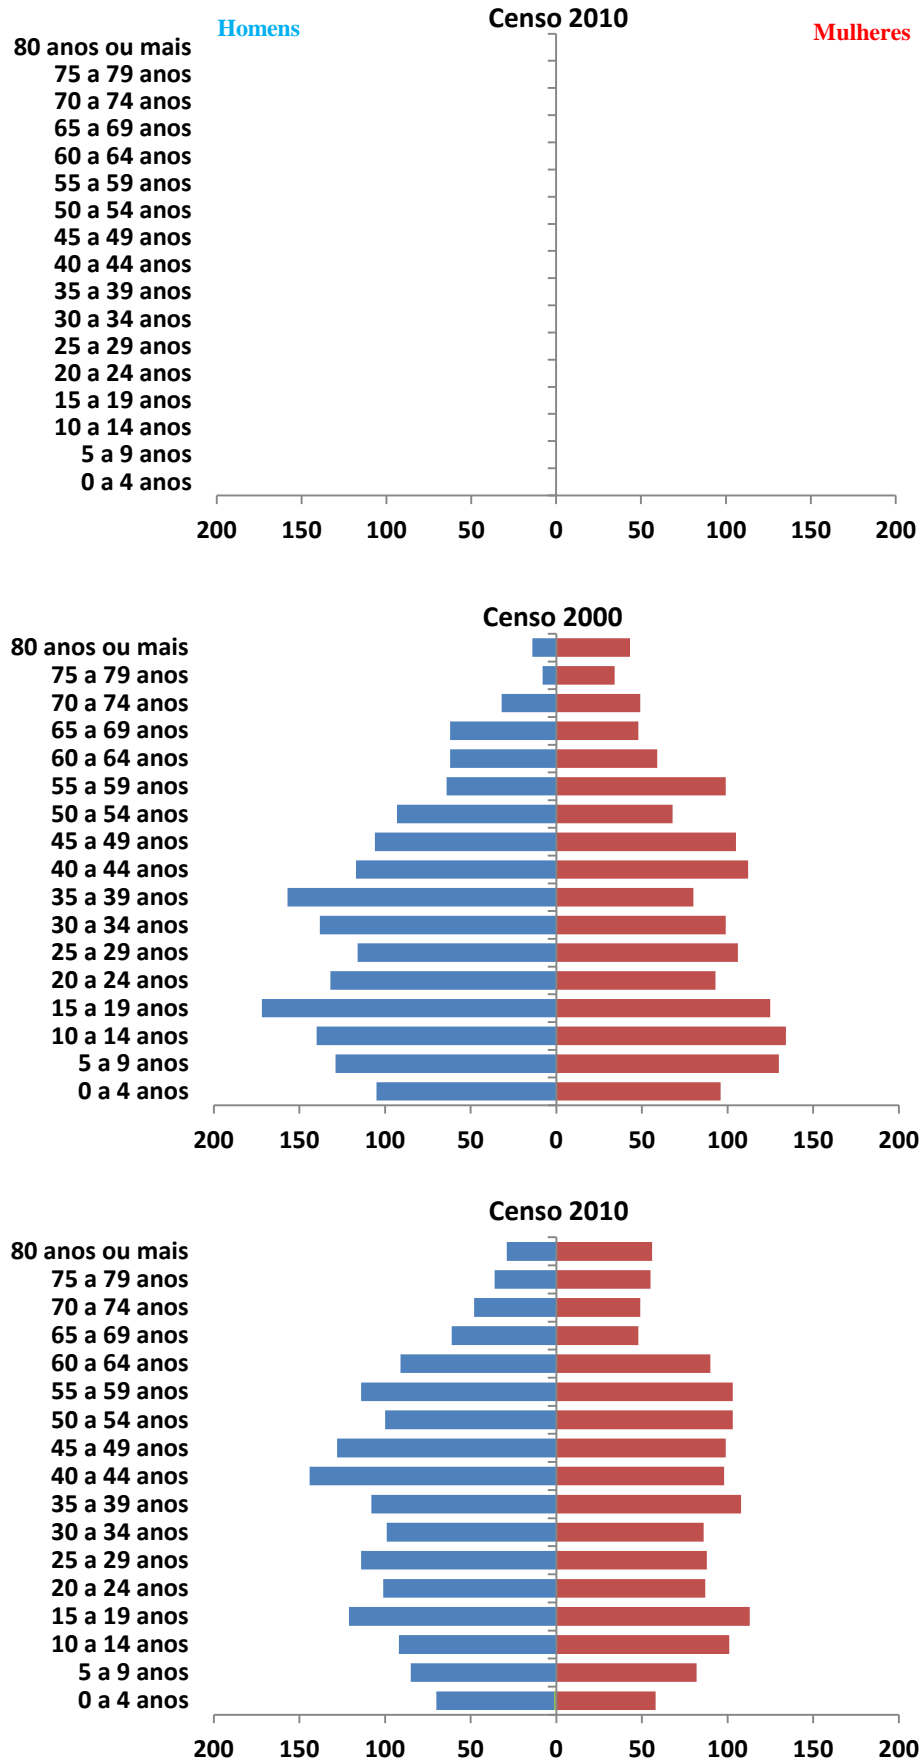 Censo 2010
Homens
Mulheres
80 anos ou mais
75 a 79 anos
70 a 74 anos
65 a 69 anos
60 a 64 anos
55 a 59 anos
50 a 54 anos
45 a 49 anos
40 a 44 anos
35 a 39 anos
30 a 34 anos
25 a 29 anos
20 a 24 anos
15 a 19 anos
10 a 14 anos
5 a 9 anos
0 a 4 anos
200 150 100 50 0 50 100 150 200
Censo 2000
80 anos ou mais
75 a 79 anos
70 a 74 anos
65 a 69 anos
60 a 64 anos
55 a 59 anos
50 a 54 anos
45 a 49 anos
40 a 44 anos
35 a 39 anos
30 a 34 anos
25 a 29 anos
20 a 24 anos
15 a 19 anos
10 a 14 anos
5 a 9 anos
0 a 4 anos
200 150 100 50 0 50 100 150 200
Censo 2010
80 anos ou mais
75 a 79 anos
70 a 74 anos
65 a 69 anos
60 a 64 anos
55 a 59 anos
50 a 54 anos
45 a 49 anos
40 a 44 anos
35 a 39 anos
30 a 34 anos
25 a 29 anos
20 a 24 anos
15 a 19 anos
10 a 14 anos
5 a 9 anos
0 a 4 anos
200 150 100 50 0 50 100 150 200